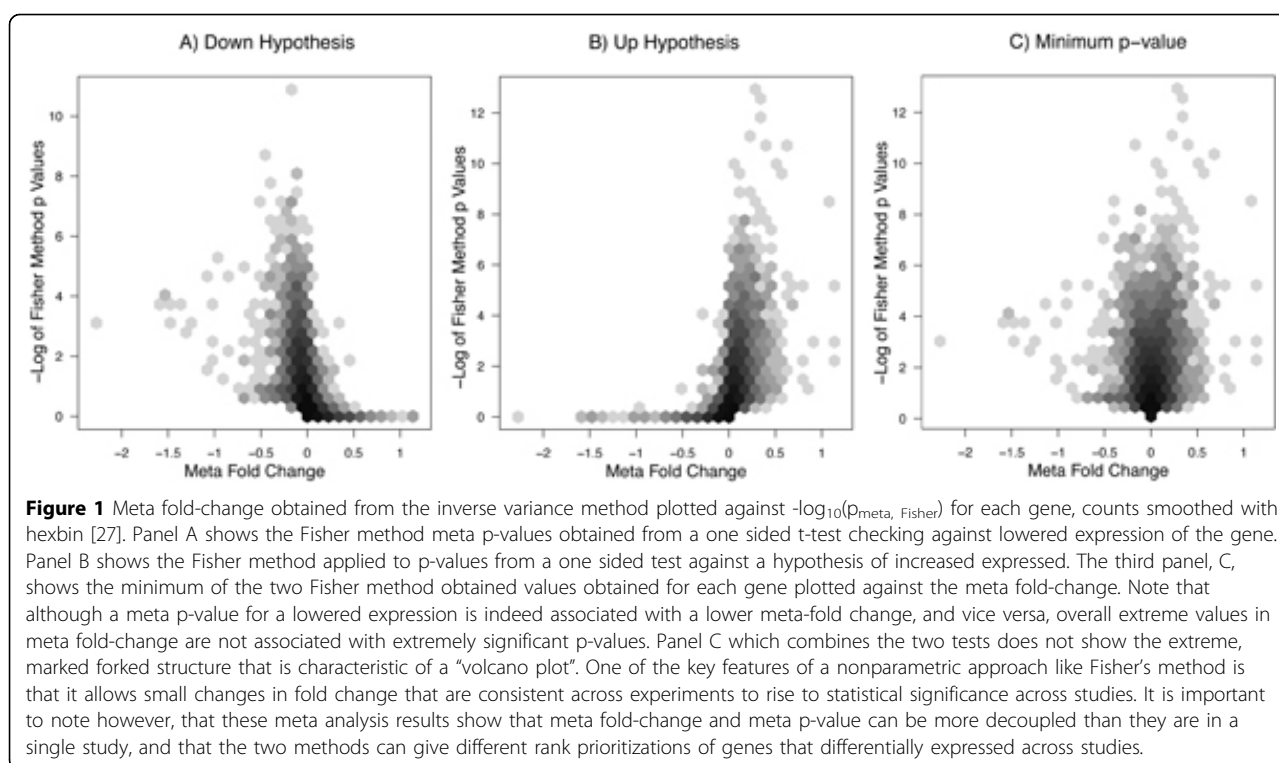 A) Down Hypothesis
B) Up Hypothesis
C) Minimum p-value
−Log of Fisher Method p Values
10
8
6
4
2
0
−2
−1.5
−1
−0.5
0
0.5
1
Meta Fold Change
−Log of Fisher Method p Values
12
10
8
6
4
2
0
−2
−1.5
−1
−0.5
0
0.5
1
Meta Fold Change
−Log of Fisher Method p Values
12
10
8
6
4
2
0
−2
−1.5
−1
−0.5
0
0.5
1
Meta Fold Change
Figure 1 Meta fold-change obtained from the inverse variance method plotted against -log10(pmeta, Fisher) for each gene, counts smoothed with
hexbin [27]. Panel A shows the Fisher method meta p-values obtained from a one sided t-test checking against lowered expression of the gene.
Panel B shows the Fisher method applied to p-values from a one sided test against a hypothesis of increased expressed. The third panel, C,
shows the minimum of the two Fisher method obtained values obtained for each gene plotted against the meta fold-change. Note that
although a meta p-value for a lowered expression is indeed associated with a lower meta-fold change, and vice versa, overall extreme values in
meta fold-change are not associated with extremely significant p-values. Panel C which combines the two tests does not show the extreme,
marked forked structure that is characteristic of a “volcano plot”. One of the key features of a nonparametric approach like Fisher’s method is
that it allows small changes in fold change that are consistent across experiments to rise to statistical significance across studies. It is important
to note however, that these meta analysis results show that meta fold-change and meta p-value can be more decoupled than they are in a
single study, and that the two methods can give different rank prioritizations of genes that differentially expressed across studies.